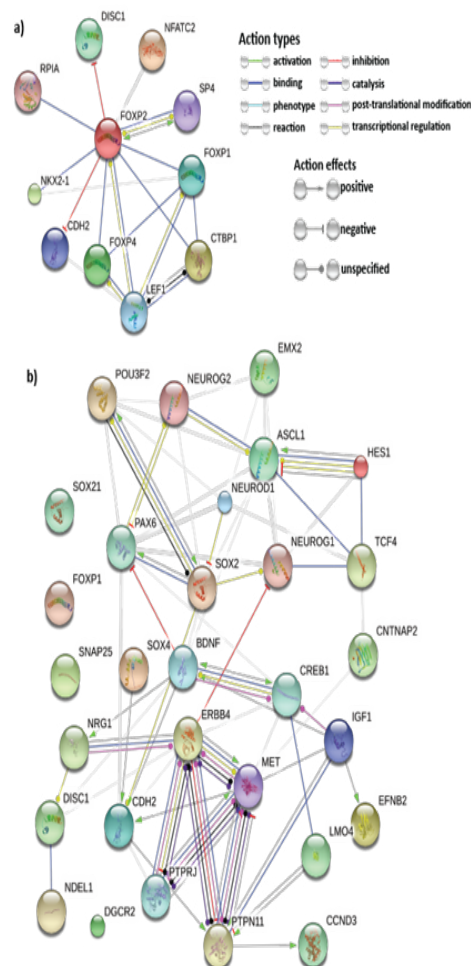 a)
DISC1
NFATC2
RPIA
SP4
FOXP2
FOXP1
NKX2-1
CDH2
FOXP4
CTBP1
LEF1
Action types
activation
inhibition
binding
catalysis
phenotype
post-translational modification
reaction
transcriptional regulation
Action effects
positive
negative
unspecified
b)
EMX2
POU3F2
NEUROG2
ASCL1
HES1
NEUROD1
SOX21
PAX6
SOX2
NEUROG1
TCF4
FOXP1
CNTNAP2
SNAP25
SOX4
BDNF
CREB1
NRG1
ERBB4
IGF1
MET
DISC1
CDH2
EFNB2
LMO4
PTPRJ
NDEL1
DGCR2
PTPN11
CCND3